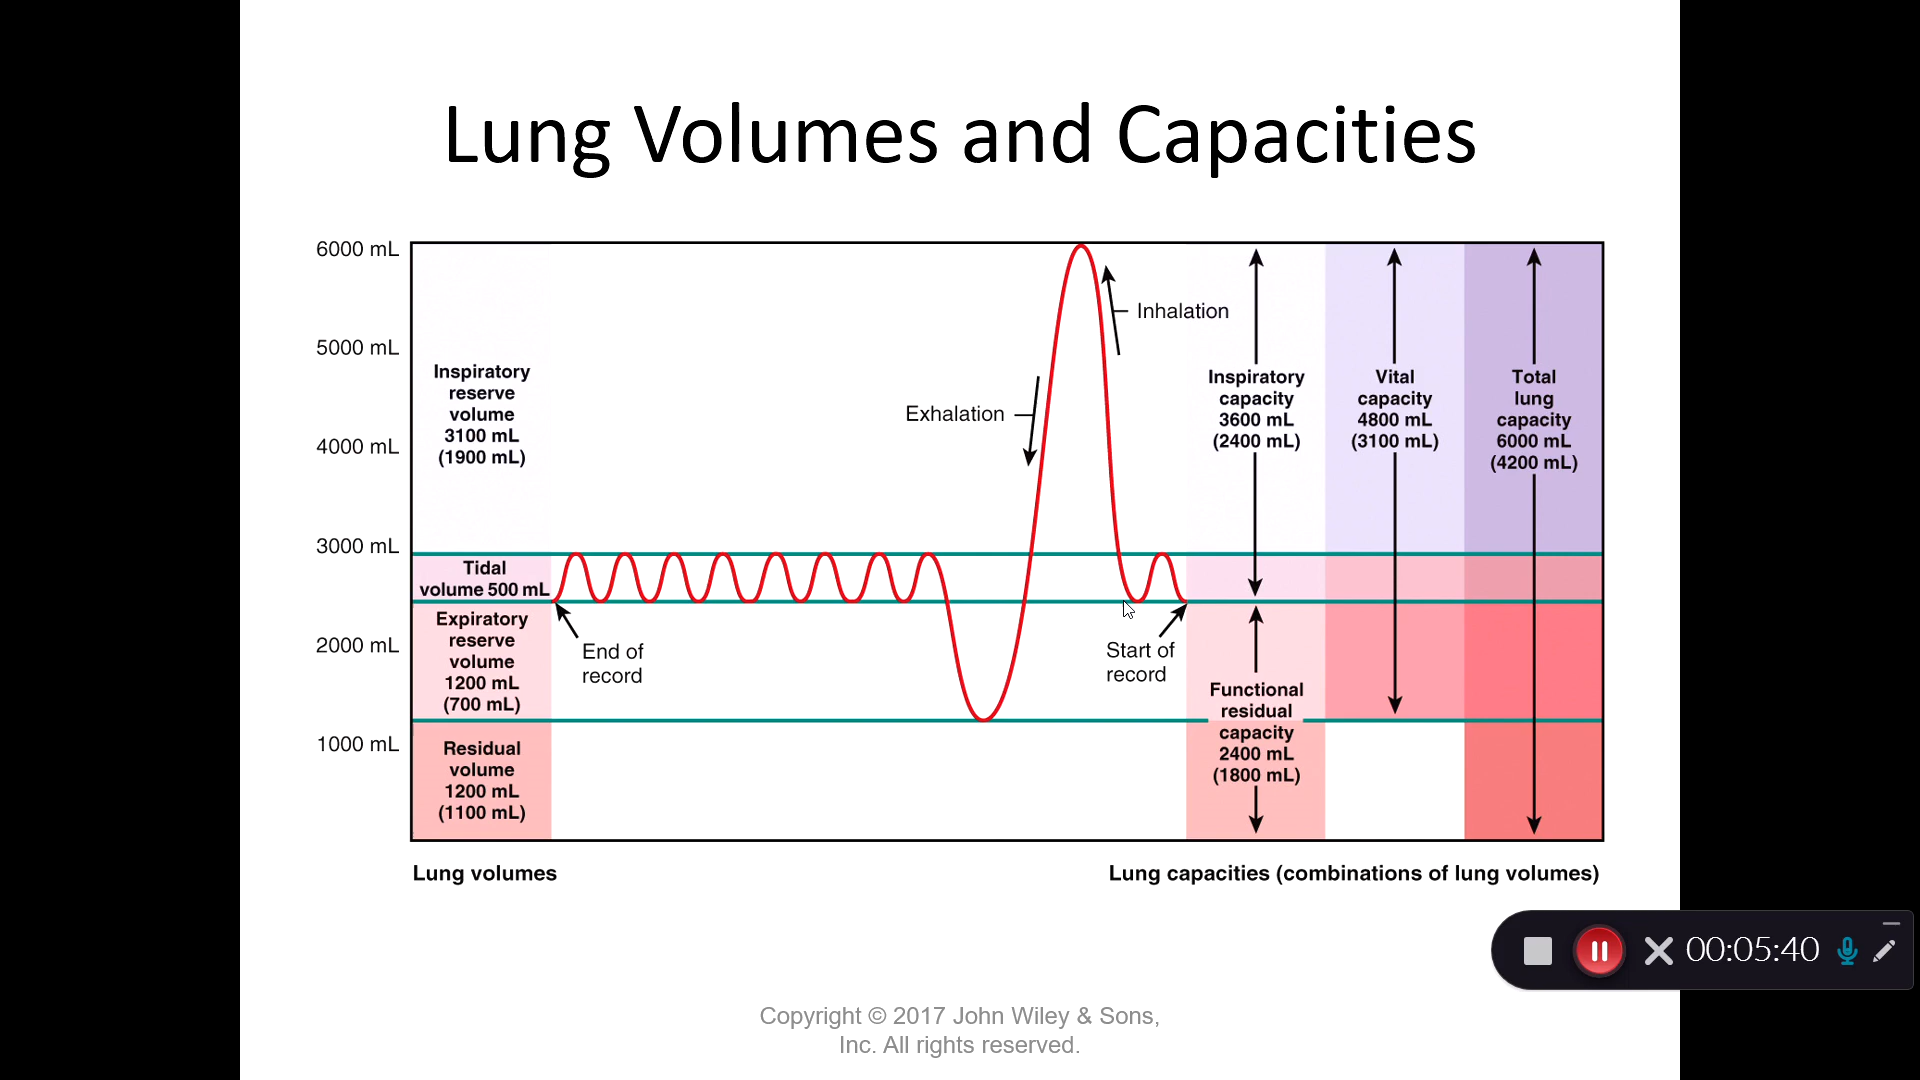 Lung Volumes and Capacities
6000 mL
5000 mL
4000 mL
3000 mL
2000 mL
1000 mL
Inspiratory
reserve
volume
3100 mL
(1900 mL)
Tidal
volume 500 mL
Expiratory
reserve
volume
1200 mL
(700 mL)
Residual
volume
1200 mL
(1100 mL)
End of
record
Exhalation
Inhalation
Start of
record
Inspiratory
capacity
3600 mL
(2400 mL)
Functional
residual
capacity
2400 mL
(1800 mL)
Vital
capacity
4800 mL
(3100 mL)
Total
lung
capacity
6000 mL
(4200 mL)
Lung volumes
Lung capacities (combinations of lung volumes)
00:05:40
Copyright © 2017 John Wiley & Sons,
Inc. All rights reserved.